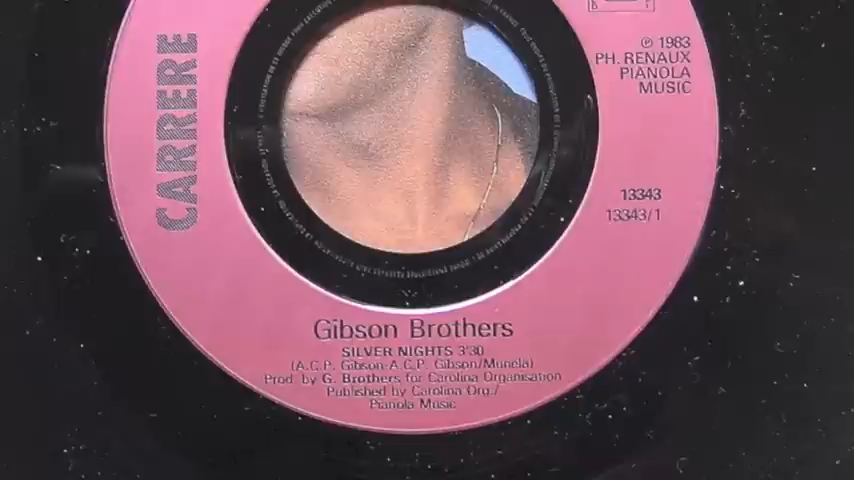 CARRERE
℗ 1983
PH. RENAUX
PIANOLA
MUSIC
13343
13343/1
Gibson Brothers
SILVER NIGHTS 3'30
(A.C.P. Gibson-A.C.P. Gibson/Munela)
Prod. by G. Brothers for Carolina Organisation
Published by Carolina Org./
Pianola Music